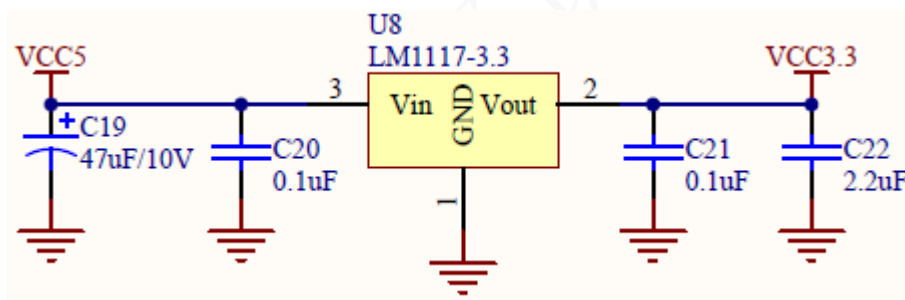 U8
LM1117-3.3
VCC5
VCC3.3
3
Vin
GND
Vout
2
C19
47uF/10V
C20
0.1uF
1
C21
0.1uF
C22
2.2uF
+